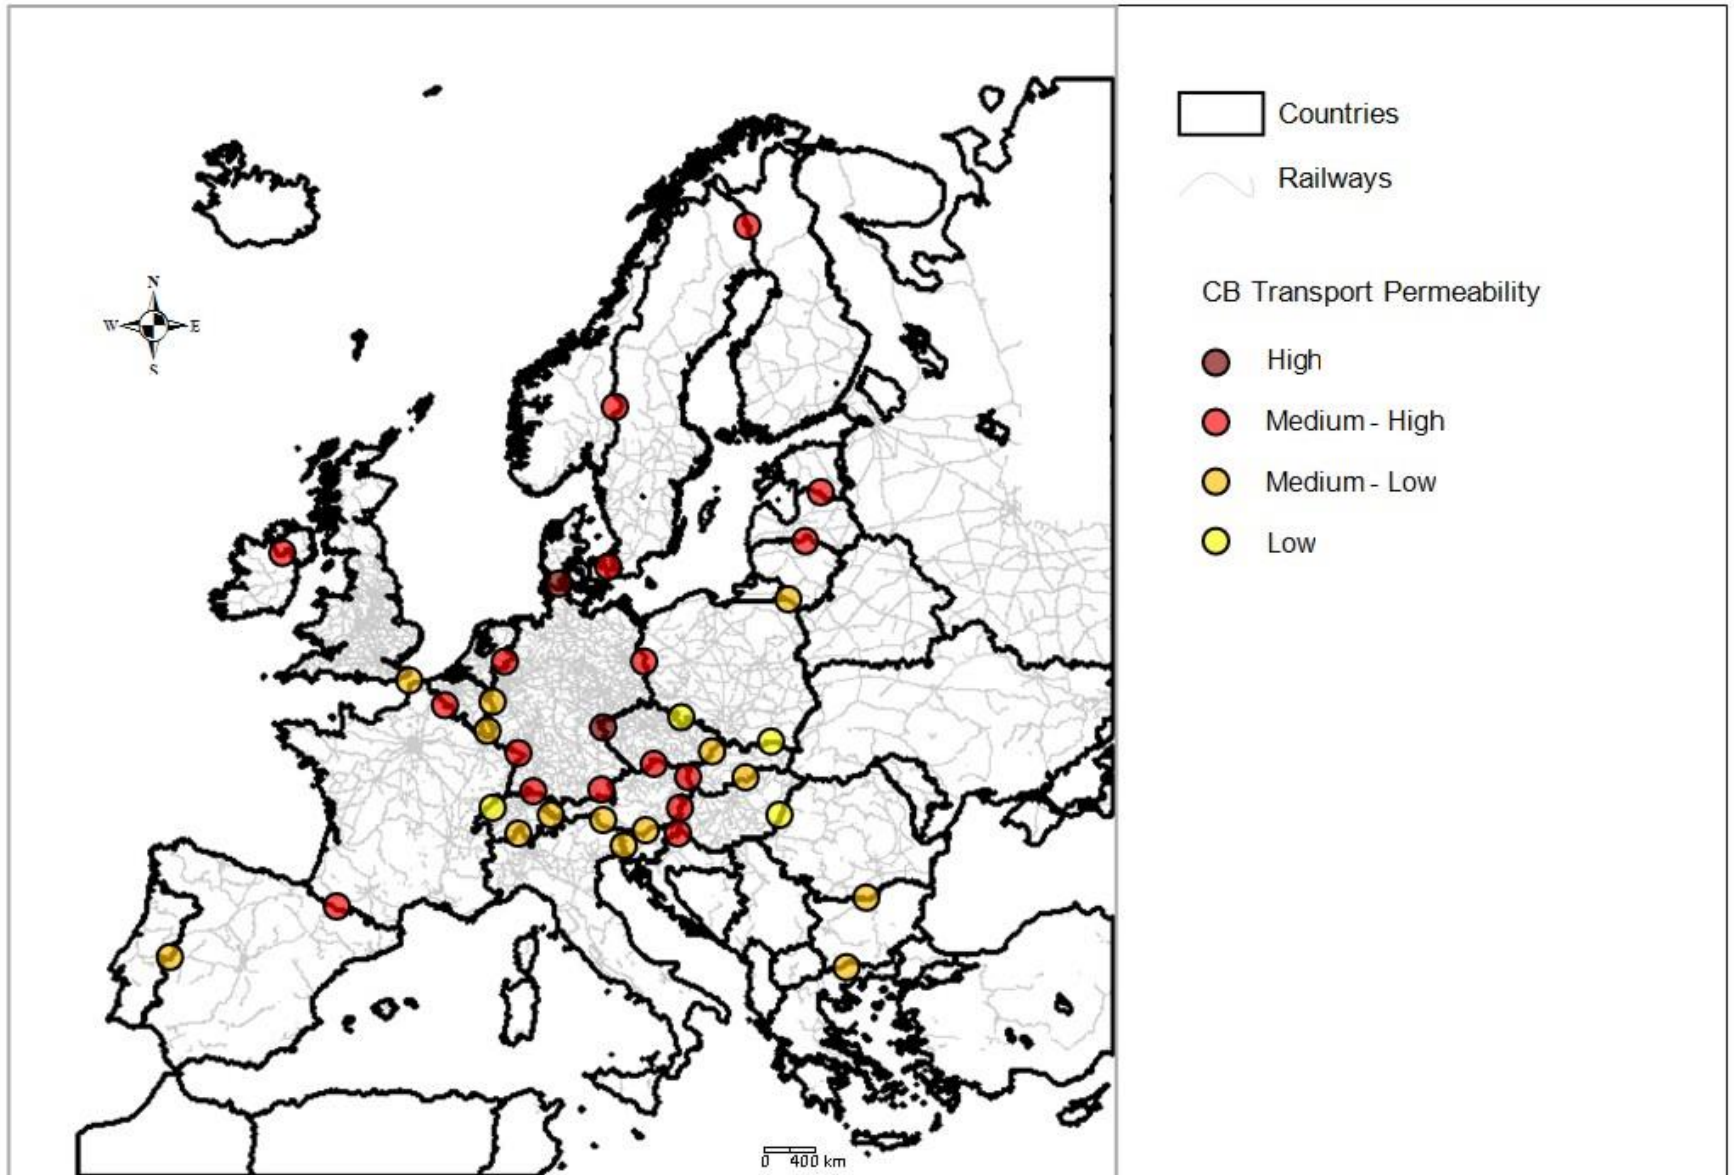 N
W
E
S
0 400 km
Countries
Railways
CB Transport Permeability
High
Medium - High
Medium - Low
Low